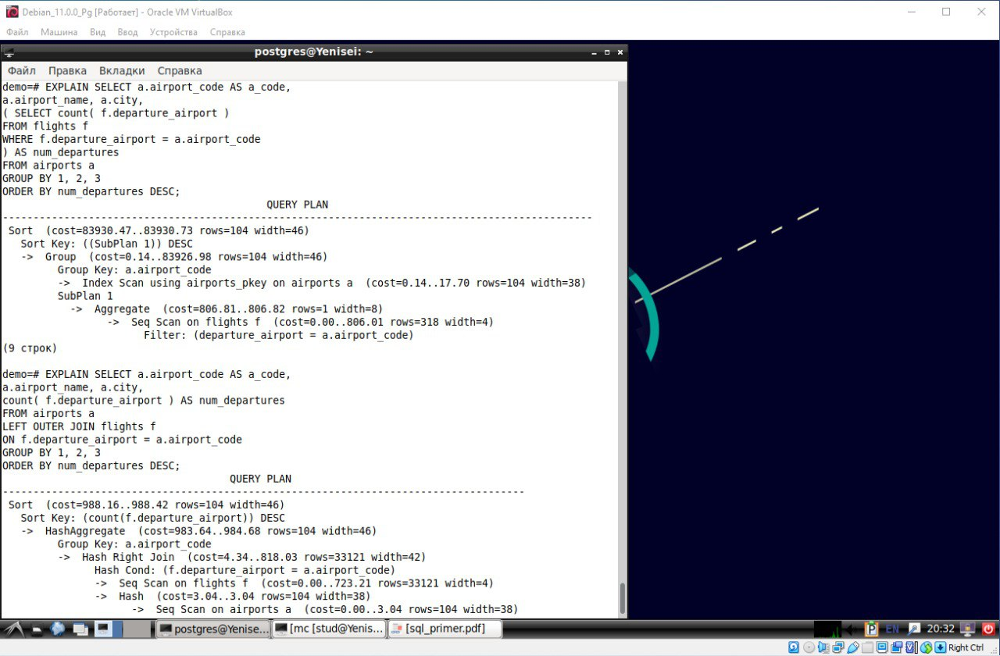 Debian_11.0.0_Pg [Работает] - Oracle VM VirtualBox
Файл Машина Вид Ввод Устройства Справка
postgres@Yenisei: ~
Файл Правка Вкладки Справка
demo=# EXPLAIN SELECT a.airport_code AS a_code,
a.airport_name, a.city,
( SELECT count( f.departure_airport )
FROM flights f
WHERE f.departure_airport = a.airport_code
) AS num_departures
FROM airports a
GROUP BY 1, 2, 3
ORDER BY num_departures DESC;
QUERY PLAN
------------------------------------------------------------------------------------------------
Sort  (cost=83930.47..83930.73 rows=104 width=46)
Sort Key: ((SubPlan 1)) DESC
->  Group  (cost=0.14..83926.98 rows=104 width=46)
Group Key: a.airport_code
->  Index Scan using airports_pkey on airports a  (cost=0.14..17.70 rows=104 width=38)
SubPlan 1
->  Aggregate  (cost=806.81..806.82 rows=1 width=8)
->  Seq Scan on flights f  (cost=0.00..806.01 rows=318 width=4)
Filter: (departure_airport = a.airport_code)
(9 строк)
demo=# EXPLAIN SELECT a.airport_code AS a_code,
a.airport_name, a.city,
count( f.departure_airport ) AS num_departures
FROM airports a
LEFT OUTER JOIN flights f
ON f.departure_airport = a.airport_code
GROUP BY 1, 2, 3
ORDER BY num_departures DESC;
QUERY PLAN
-------------------------------------------------------------------------------------
Sort  (cost=988.16..988.42 rows=104 width=46)
Sort Key: (count(f.departure_airport)) DESC
->  HashAggregate  (cost=983.64..984.68 rows=104 width=46)
Group Key: a.airport_code
->  Hash Right Join  (cost=4.34..818.03 rows=33121 width=42)
Hash Cond: (f.departure_airport = a.airport_code)
->  Seq Scan on flights f  (cost=0.00..723.21 rows=33121 width=4)
->  Hash  (cost=3.04..3.04 rows=104 width=38)
->  Seq Scan on airports a  (cost=0.00..3.04 rows=104 width=38)
postgres@Yenise... [mc [stud@Yenis... [sql_primer.pdf] P EN 20:32
Right Ctrl